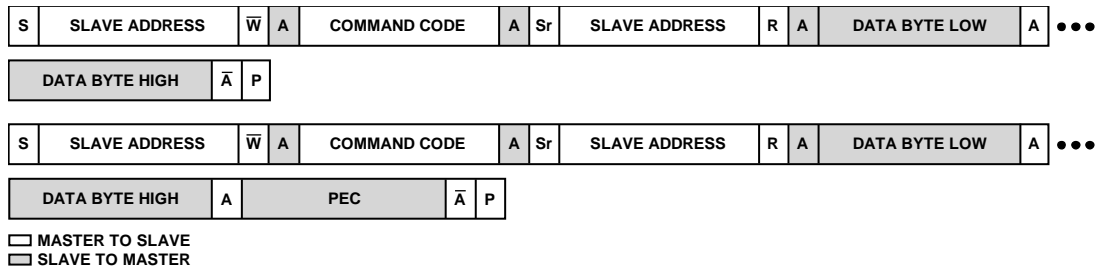 S SLAVE ADDRESS W̅ A COMMAND CODE A Sr SLAVE ADDRESS R A DATA BYTE LOW A •••
DATA BYTE HIGH A̅ P
S SLAVE ADDRESS W̅ A COMMAND CODE A Sr SLAVE ADDRESS R A DATA BYTE LOW A •••
DATA BYTE HIGH A PEC A̅ P
MASTER TO SLAVE
SLAVE TO MASTER